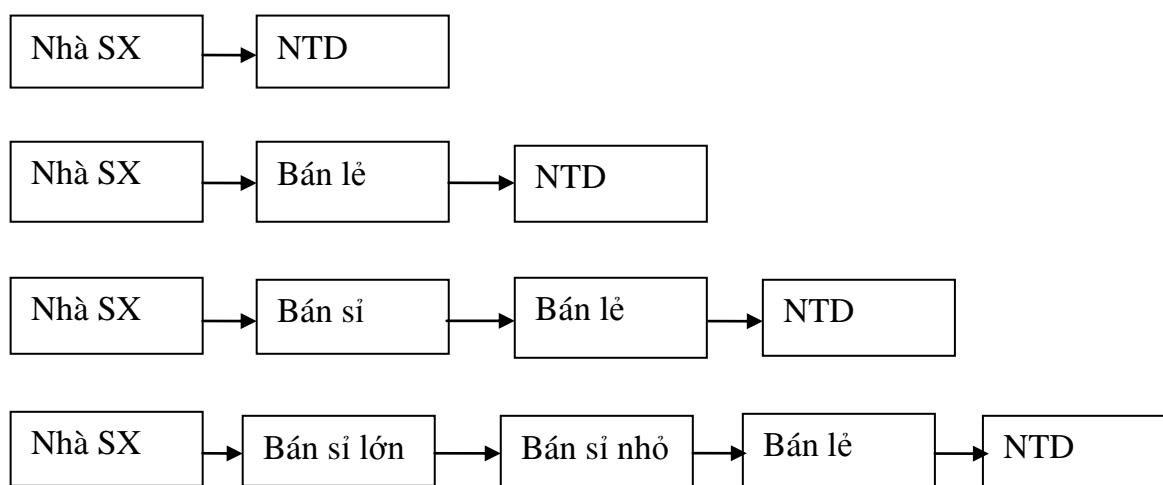 Nhà SX NTD
Nhà SX Bán lẻ NTD
Nhà SX Bán sỉ Bán lẻ NTD
Nhà SX Bán sỉ lớn Bán sỉ nhỏ Bán lẻ NTD